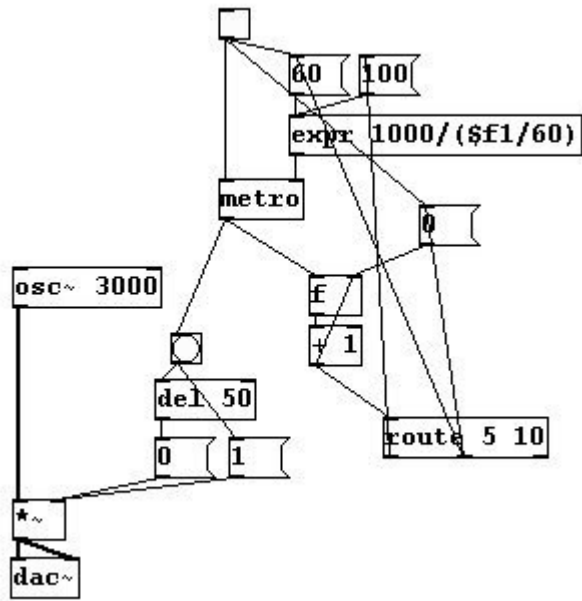 60
100
expr 1000/($f1/60)
metro
0
osc~ 3000
f
+ 1
del 50
route 5 10
0
1
*~
dac~